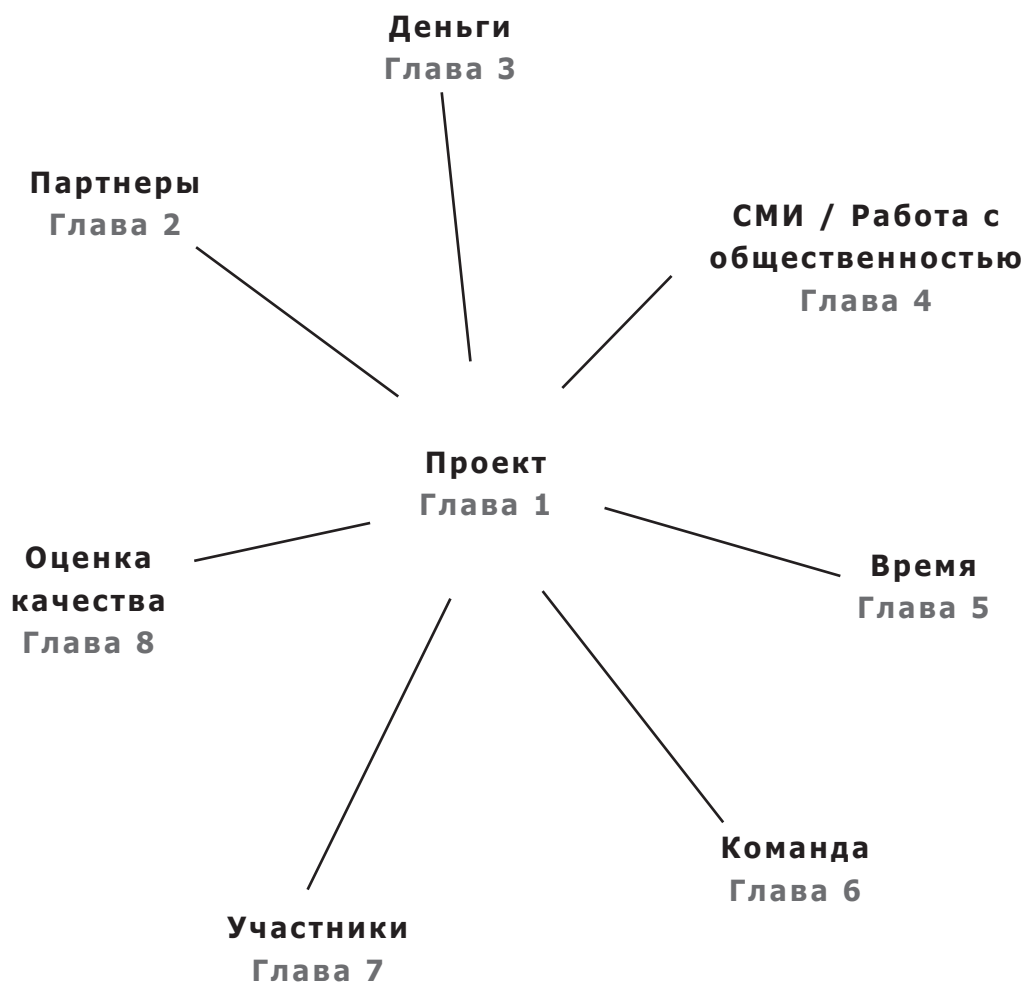 Деньги
Глава 3
Партнеры
Глава 2
СМИ / Работа с
общественностью
Глава 4
Проект
Глава 1
Оценка
качества
Глава 8
Время
Глава 5
Команда
Глава 6
Участники
Глава 7